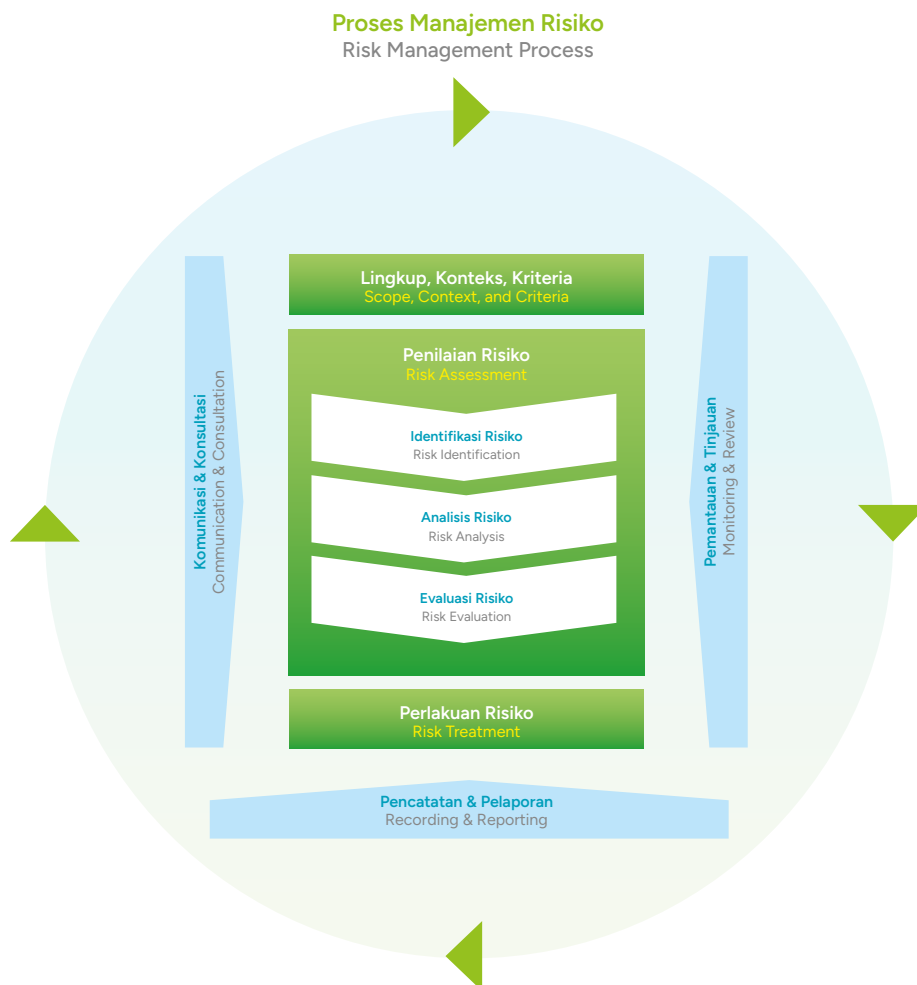 Proses Manajemen Risiko
Risk Management Process
Lingkup, Konteks, Kriteria
Scope, Context, and Criteria
Penilaian Risiko
Risk Assessment
Identifikasi Risiko
Risk Identification
Analisis Risiko
Risk Analysis
Evaluasi Risiko
Risk Evaluation
Perlakuan Risiko
Risk Treatment
Komunikasi & Konsultasi
Communication & Consultation
Pemantauan & Tinjauan
Monitoring & Review
Pencatatan & Pelaporan
Recording & Reporting